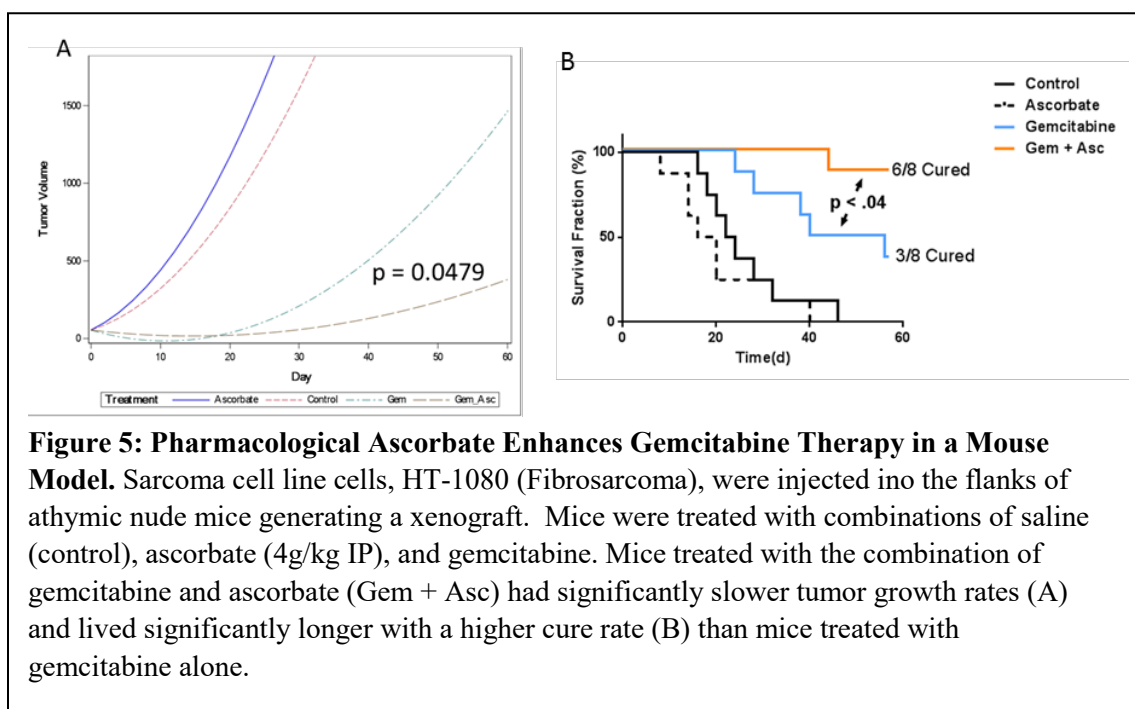 A
1500
1000
500
0
Tumor Volume
p = 0.0479
0 10 20 30 40 50 60
Day
Treatment Ascorbate Control Gem Gem_Asc
B
Control
Ascorbate
Gemcitabine
Gem + Asc
100
50
0
Survival Fraction (%)
6/8 Cured
p < .04
3/8 Cured
0 20 40 60
Time(d)
Figure 5: Pharmacological Ascorbate Enhances Gemcitabine Therapy in a Mouse
Model. Sarcoma cell line cells, HT-1080 (Fibrosarcoma), were injected ino the flanks of
athymic nude mice generating a xenograft. Mice were treated with combinations of saline
(control), ascorbate (4g/kg IP), and gemcitabine. Mice treated with the combination of
gemcitabine and ascorbate (Gem + Asc) had significantly slower tumor growth rates (A)
and lived significantly longer with a higher cure rate (B) than mice treated with
gemcitabine alone.